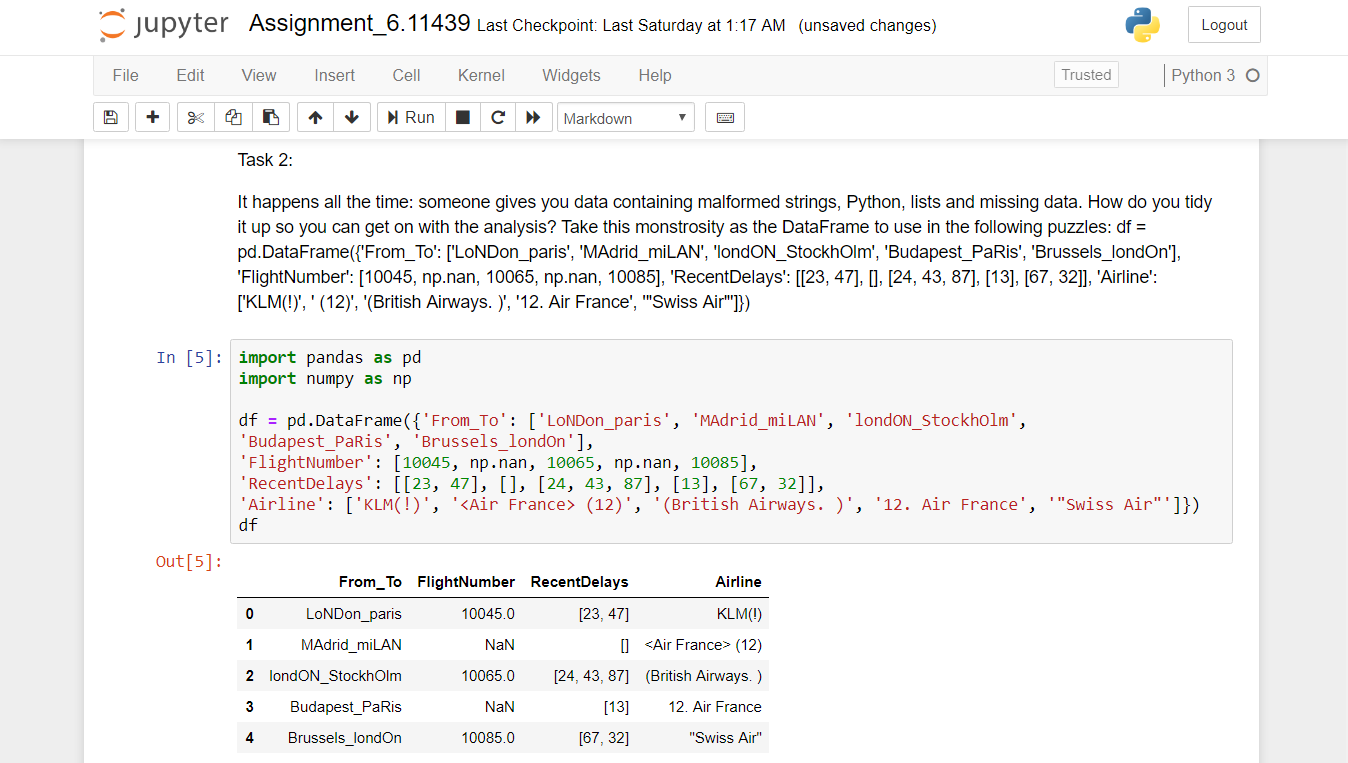 jupyter Assignment_6.11439 Last Checkpoint: Last Saturday at 1:17 AM (unsaved changes) Logout
File Edit View Insert Cell Kernel Widgets Help Trusted Python 3
Run Markdown
Task 2:
It happens all the time: someone gives you data containing malformed strings, Python, lists and missing data. How do you tidy
it up so you can get on with the analysis? Take this monstrosity as the DataFrame to use in the following puzzles: df =
pd.DataFrame({'From_To': ['LoNDon_paris', 'MAdrid_miLAN', 'londON_StockhOlm', 'Budapest_PaRis', 'Brussels_londOn'],
'FlightNumber': [10045, np.nan, 10065, np.nan, 10085], 'RecentDelays': [[23, 47], [], [24, 43, 87], [13], [67, 32]], 'Airline':
['KLM(!)', ' (12)', '(British Airways. )', '12. Air France', '"Swiss Air"']})
In [5]: import pandas as pd
import numpy as np
df = pd.DataFrame({'From_To': ['LoNDon_paris', 'MAdrid_miLAN', 'londON_StockhOlm',
'Budapest_PaRis', 'Brussels_londOn'],
'FlightNumber': [10045, np.nan, 10065, np.nan, 10085],
'RecentDelays': [[23, 47], [], [24, 43, 87], [13], [67, 32]],
'Airline': ['KLM(!)', '<Air France> (12)', '(British Airways. )', '12. Air France', '"Swiss Air"']})
df
Out[5]:
From_To FlightNumber RecentDelays Airline
0 LoNDon_paris 10045.0 [23, 47] KLM(!)
1 MAdrid_miLAN NaN [] <Air France> (12)
2 londON_StockhOlm 10065.0 [24, 43, 87] (British Airways. )
3 Budapest_PaRis NaN [13] 12. Air France
4 Brussels_londOn 10085.0 [67, 32] "Swiss Air"